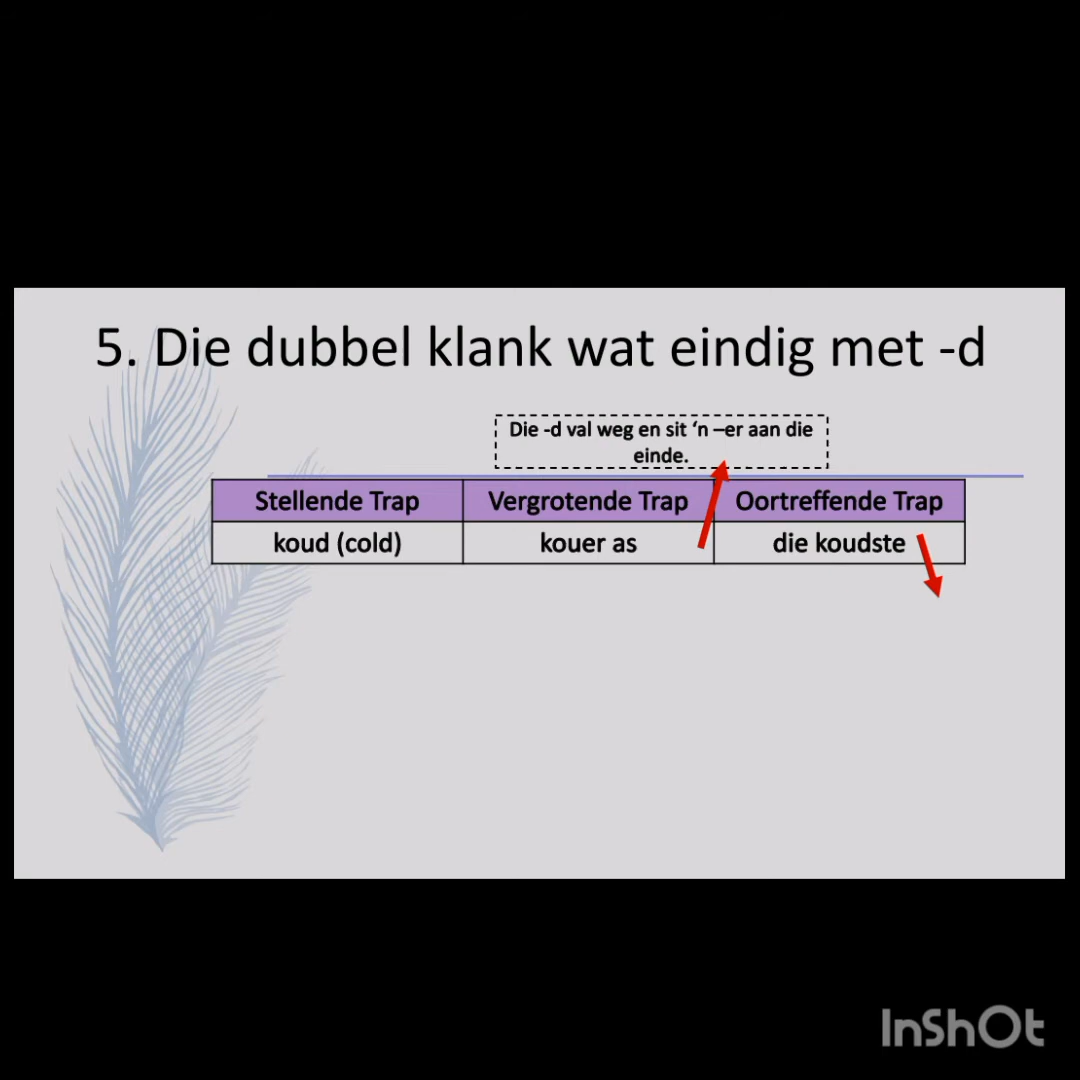 5. Die dubbel klank wat eindig met -d
Die -d val weg en sit ‘n –er aan die
einde.
Stellende Trap Vergrotende Trap Oortreffende Trap
koud (cold) kouer as die koudste
InShOt